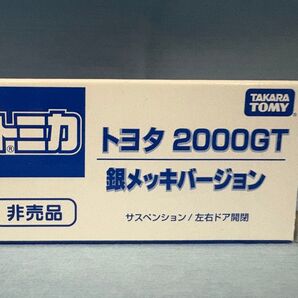 トミカ
®
非売品
トヨタ 2000GT
銀メッキバージョン
サスペンション/左右ドア開閉
TAKARA
TOMY